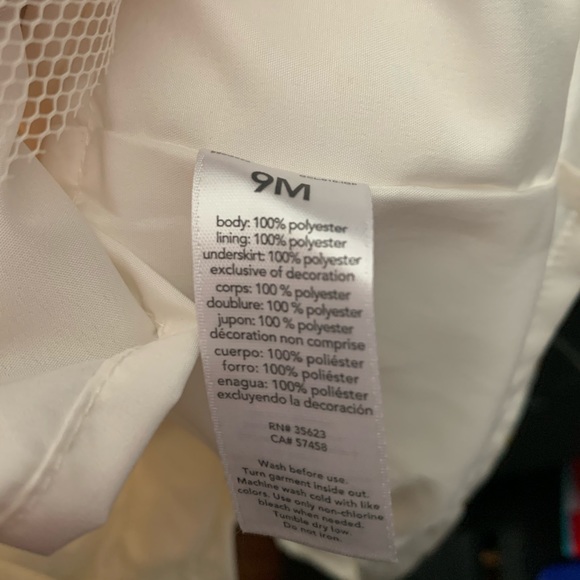 9M
body: 100% polyester
lining: 100% polyester
underskirt: 100% polyester
exclusive of decoration
corps: 100 % polyester
doublure: 100 % polyester
jupon: 100 % polyester
décoration non comprise
cuerpo: 100% poliéster
forro: 100% poliéster
enagua: 100% poliéster
excluyendo la decoración
RN# 35623
CA# 57458
Wash before use.
Turn garment inside out.
Machine wash cold with like
colors. Use only non-chlorine
bleach when needed.
Tumble dry low
Do not iron.